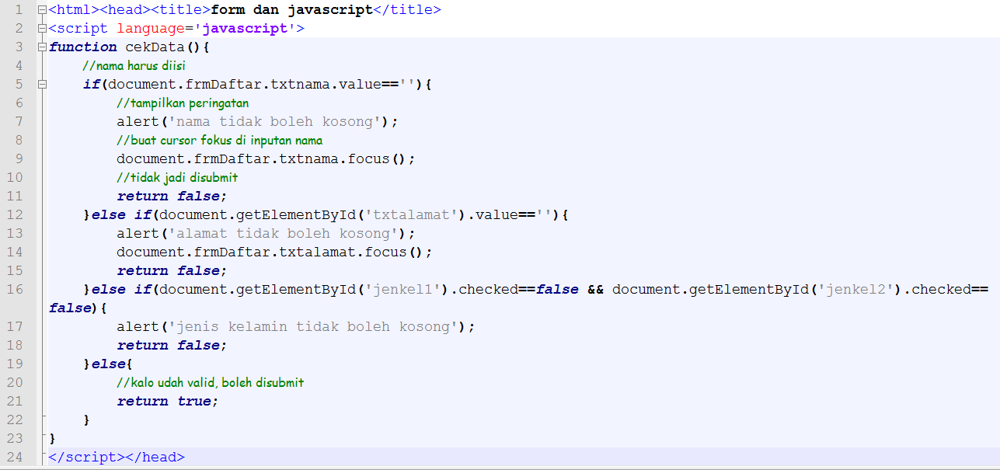 1 <html><head><title>form dan javascript</title>
2 <script language='javascript'>
3 function cekData(){
4 //nama harus diisi
5 if(document.frmDaftar.txtnama.value==''){
6 //tampilkan peringatan
7 alert('nama tidak boleh kosong');
8 //buat cursor fokus di inputan nama
9 document.frmDaftar.txtnama.focus();
10 //tidak jadi disubmit
11 return false;
12 }else if(document.getElementById('txtalamat').value==''){
13 alert('alamat tidak boleh kosong');
14 document.frmDaftar.txtalamat.focus();
15 return false;
16 }else if(document.getElementById('jenkel1').checked==false && document.getElementById('jenkel2').checked==
false){
17 alert('jenis kelamin tidak boleh kosong');
18 return false;
19 }else{
20 //kalo udah valid, boleh disubmit
21 return true;
22 }
23 }
24 </script></head>